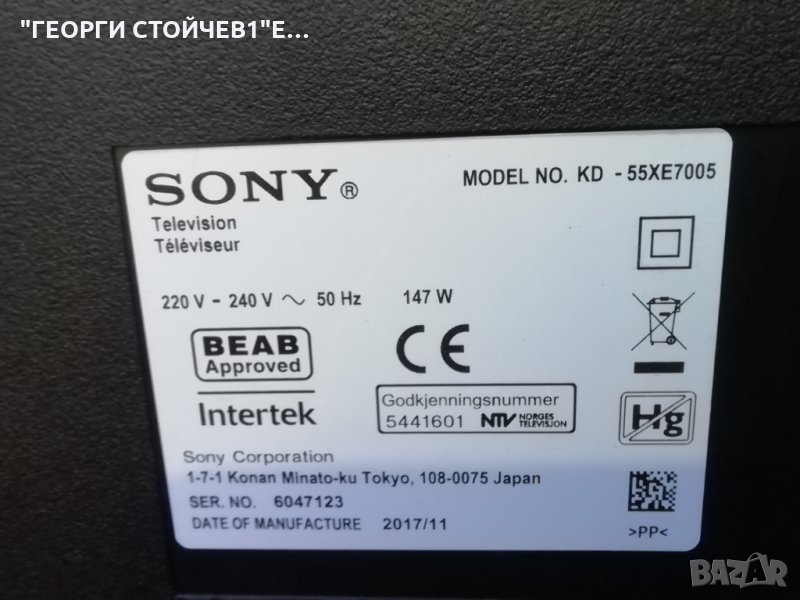 "ГЕОРГИ СТОЙЧЕВ1"Е...
SONY®
MODEL NO. KD - 55XE7005
Television
Téléviseur
220 V - 240 V ~ 50 Hz 147 W
BEAB
Approved
Intertek
CE
Godkjenningsnummer
5441601 NTV NORGES
TELEVISJON
Hg
Sony Corporation
1-7-1 Konan Minato-ku Tokyo, 108-0075 Japan
SER. NO. 6047123
DATE OF MANUFACTURE 2017/11
>PP<
BAZAR